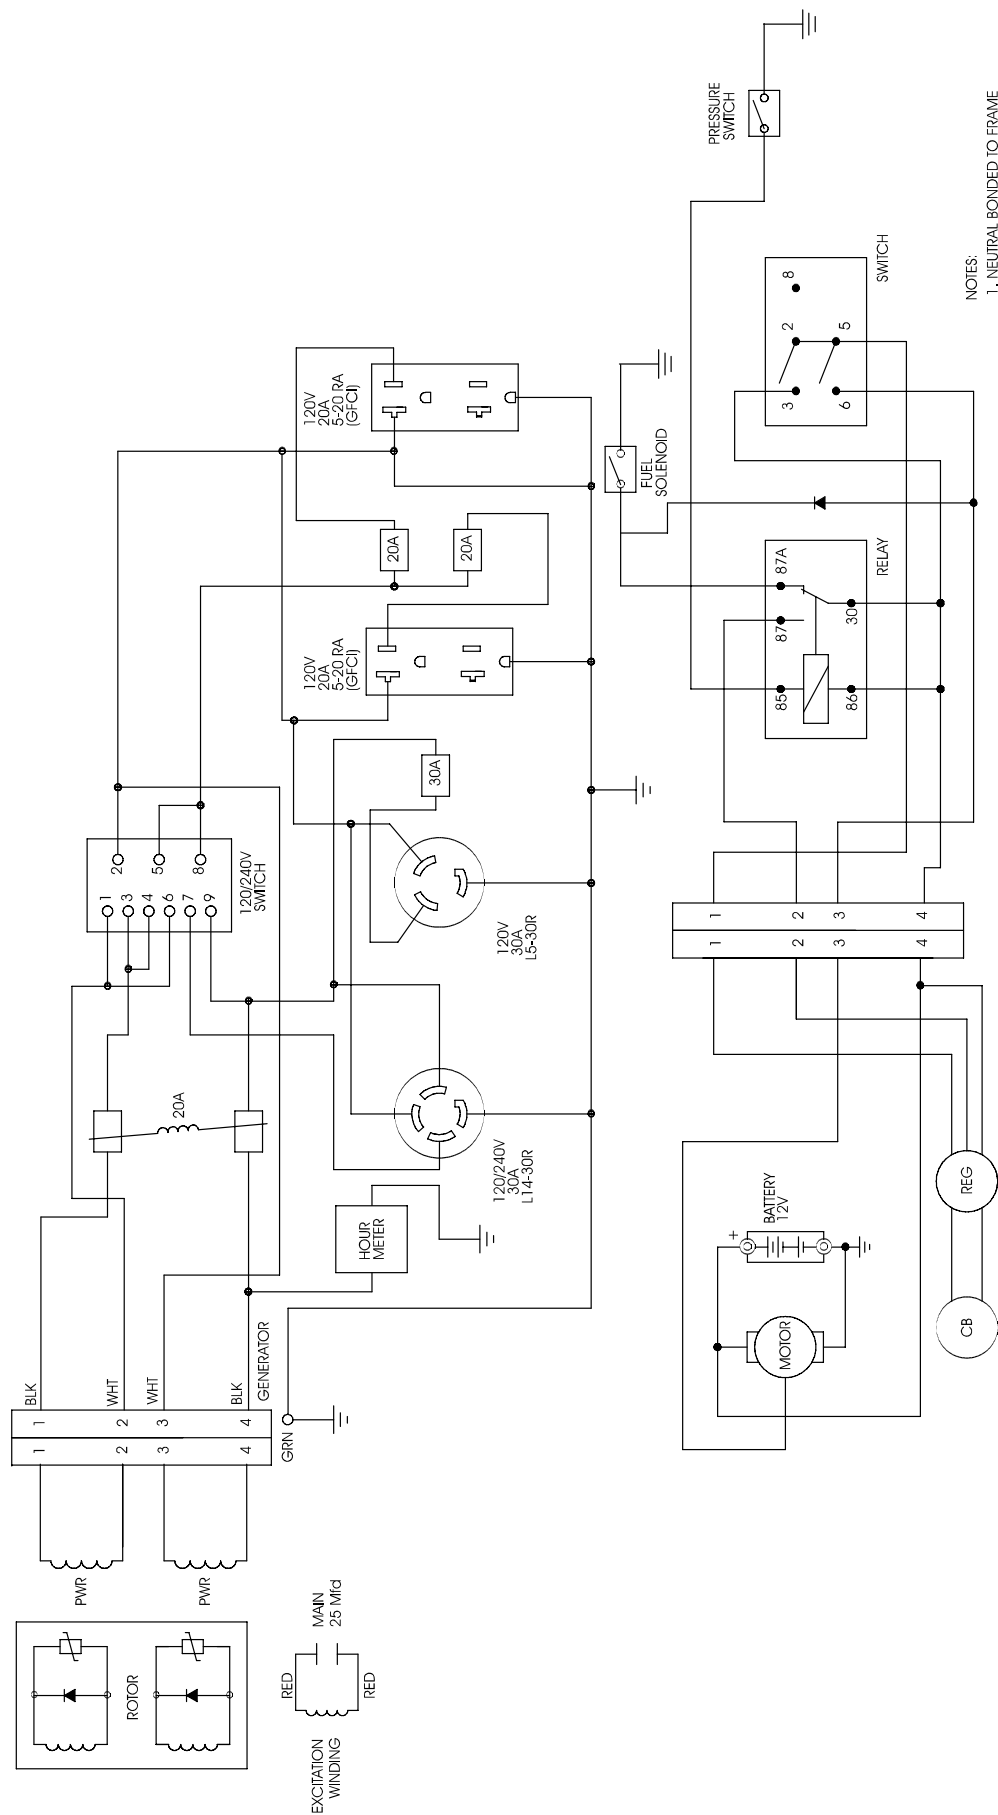 ROTOR
EXCITATION
WINDING
RED
RED
MAIN
25 Mfd
PWR
PWR
1
2
3
4
1
2
3
4
BLK
WHT
WHT
BLK
GENERATOR
GRN
20A
HOUR
METER
120/240V
30A
L14-30R
120V
30A
L5-30R
30A
1
3
4
6
7
9
2
5
8
120/240V
SWITCH
120V
20A
5-20 RA
(GFCI)
20A
20A
120V
20A
5-20 RA
(GFCI)
FUEL
SOLENOID
PRESSURE
SWITCH
CB
REG
MOTOR
+
BATTERY
12V
1
2
3
4
1
2
3
4
85
86
87
87A
30
RELAY
3
2
8
6
5
SWITCH
NOTES:
1. NEUTRAL BONDED TO FRAME